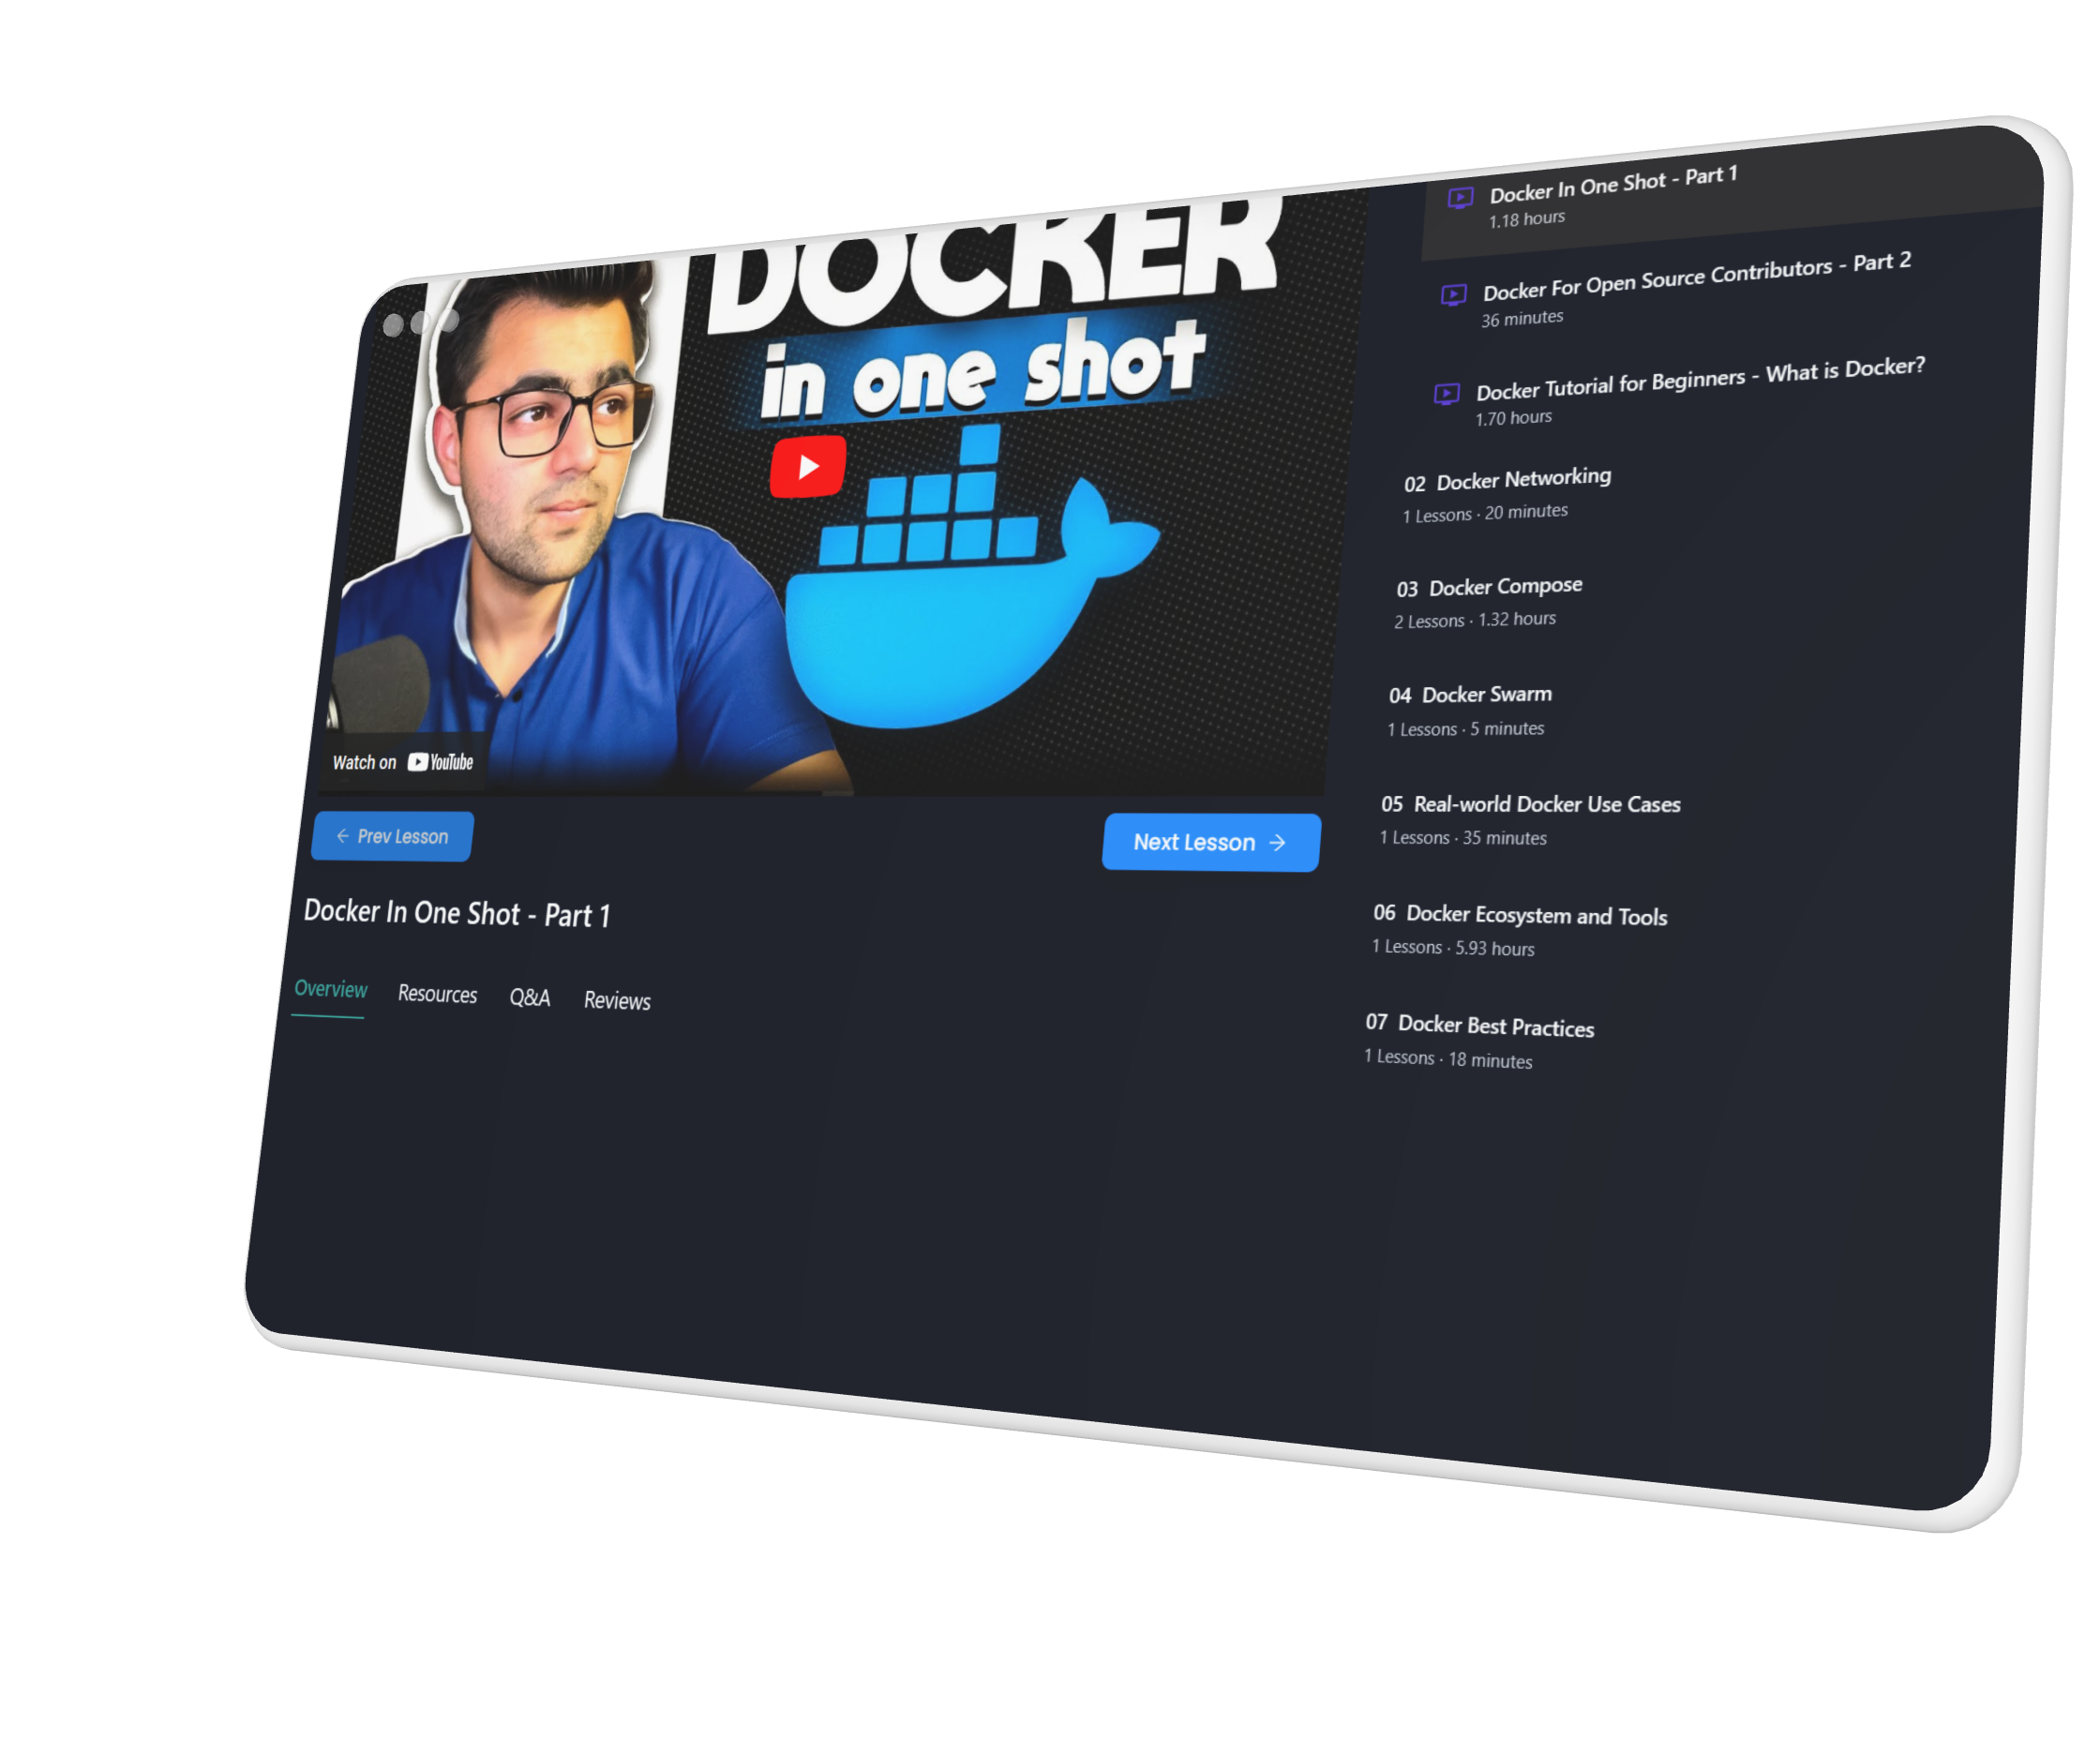 DOCKER
in one shot
Watch on YouTube
Prev Lesson
Next Lesson
Docker In One Shot - Part 1
Overview Resources Q&A Reviews
Docker In One Shot - Part 1
1.18 hours
Docker For Open Source Contributors - Part 2
36 minutes
Docker Tutorial for Beginners - What is Docker?
1.70 hours
02 Docker Networking
1 Lessons · 20 minutes
03 Docker Compose
2 Lessons · 1.32 hours
04 Docker Swarm
1 Lessons · 5 minutes
05 Real-world Docker Use Cases
1 Lessons · 35 minutes
06 Docker Ecosystem and Tools
1 Lessons · 5.93 hours
07 Docker Best Practices
1 Lessons · 18 minutes